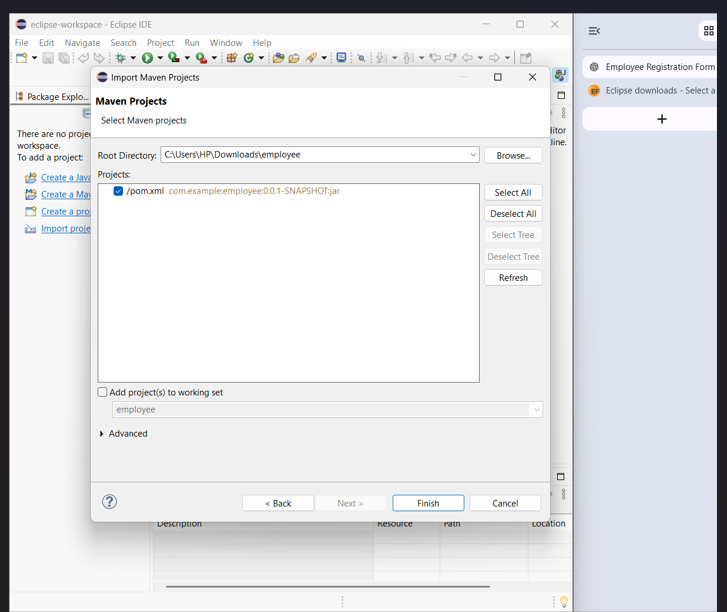 eclipse-workspace - Eclipse IDE
File Edit Navigate Search Project Run Window Help
Import Maven Projects
Maven Projects
Select Maven projects
Root Directory: C:\Users\HP\Downloads\employee Browse...
Projects:
/pom.xml com.example:employee:0.0.1-SNAPSHOT:jar
Select All
Deselect All
Select Tree
Deselect Tree
Refresh
Add project(s) to working set
employee
Advanced
< Back Next > Finish Cancel
Package Explo...
There are no proje
workspace.
To add a project:
Create a Java
Create a Mav
Create a pro
Import proje
itor
line.
Description Resource Path Location
Employee Registration Form
EF Eclipse downloads - Select a